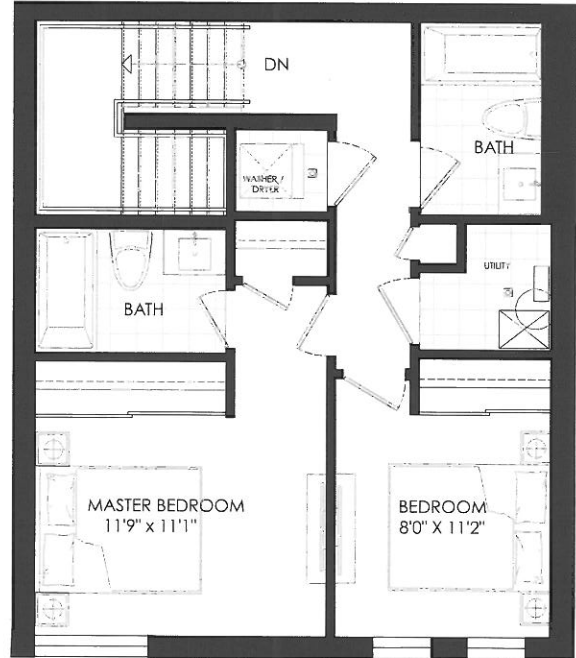 DN
BATH
WASHER /
DRYER
UTILITY
BATH
MASTER BEDROOM
11'9" x 11'1"
BEDROOM
8'0" X 11'2"